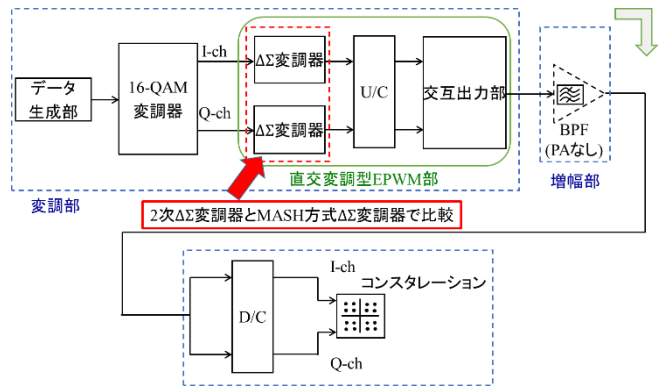 データ
生成部
16-QAM
変調器
I-ch
Q-ch
ΔΣ変調器
ΔΣ変調器
U/C
交互出力部
直交変調型EPWM部
変調部
BPF
(PAなし)
増幅部
2次ΔΣ変調器とMASH方式ΔΣ変調器で比較
D/C
I-ch
コンスタレーション
Q-ch